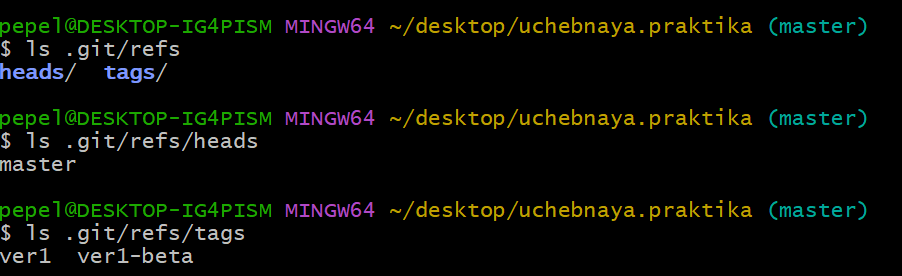 pepel@DESKTOP-IG4PISM MINGW64 ~/desktop/uchebnaya.praktika (master)
$ ls .git/refs
heads/  tags/
pepel@DESKTOP-IG4PISM MINGW64 ~/desktop/uchebnaya.praktika (master)
$ ls .git/refs/heads
master
pepel@DESKTOP-IG4PISM MINGW64 ~/desktop/uchebnaya.praktika (master)
$ ls .git/refs/tags
ver1  ver1-beta